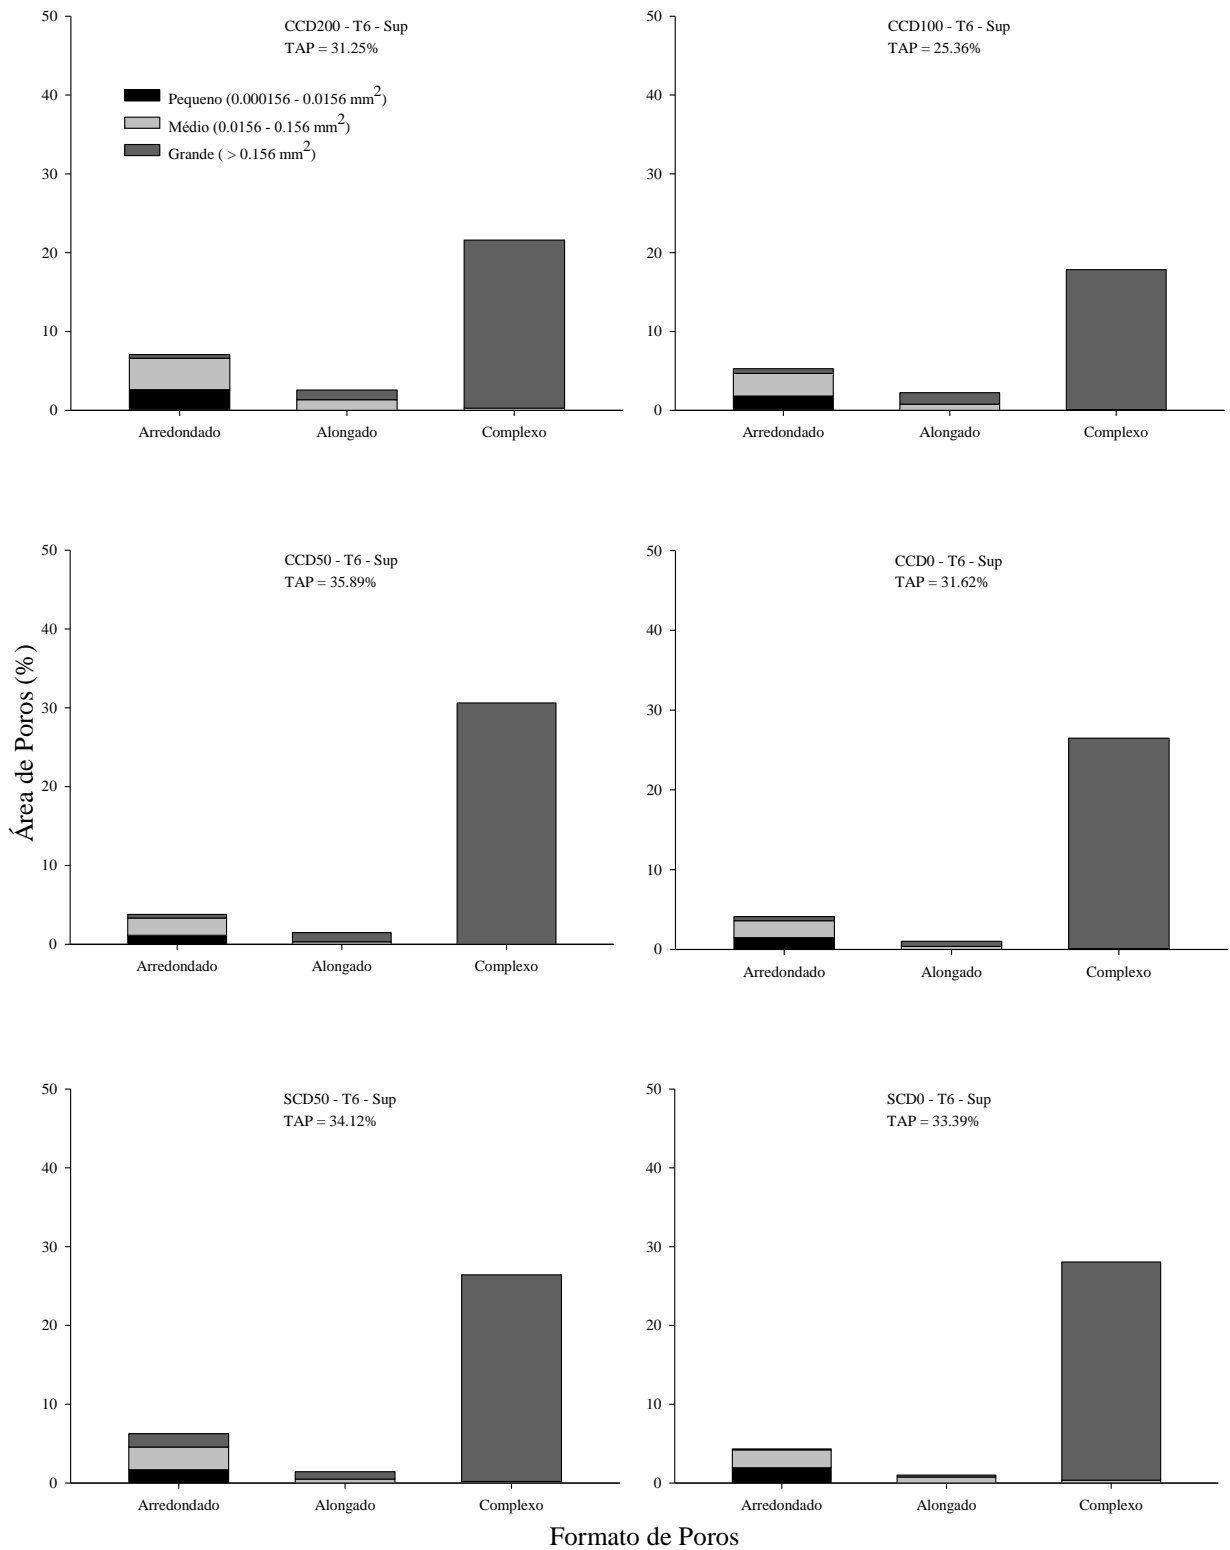 CCD200 - T6 - Sup
TAP = 31.25%
Pequeno (0.000156 - 0.0156 mm²)
Médio (0.0156 - 0.156 mm²)
Grande ( > 0.156 mm²)
50
40
30
20
10
0
Arredondado Alongado Complexo
CCD100 - T6 - Sup
TAP = 25.36%
50
40
30
20
10
0
Arredondado Alongado Complexo
Área de Poros (%)
CCD50 - T6 - Sup
TAP = 35.89%
50
40
30
20
10
0
Arredondado Alongado Complexo
CCD0 - T6 - Sup
TAP = 31.62%
50
40
30
20
10
0
Arredondado Alongado Complexo
SCD50 - T6 - Sup
TAP = 34.12%
50
40
30
20
10
0
Arredondado Alongado Complexo
SCD0 - T6 - Sup
TAP = 33.39%
50
40
30
20
10
0
Arredondado Alongado Complexo
Formato de Poros